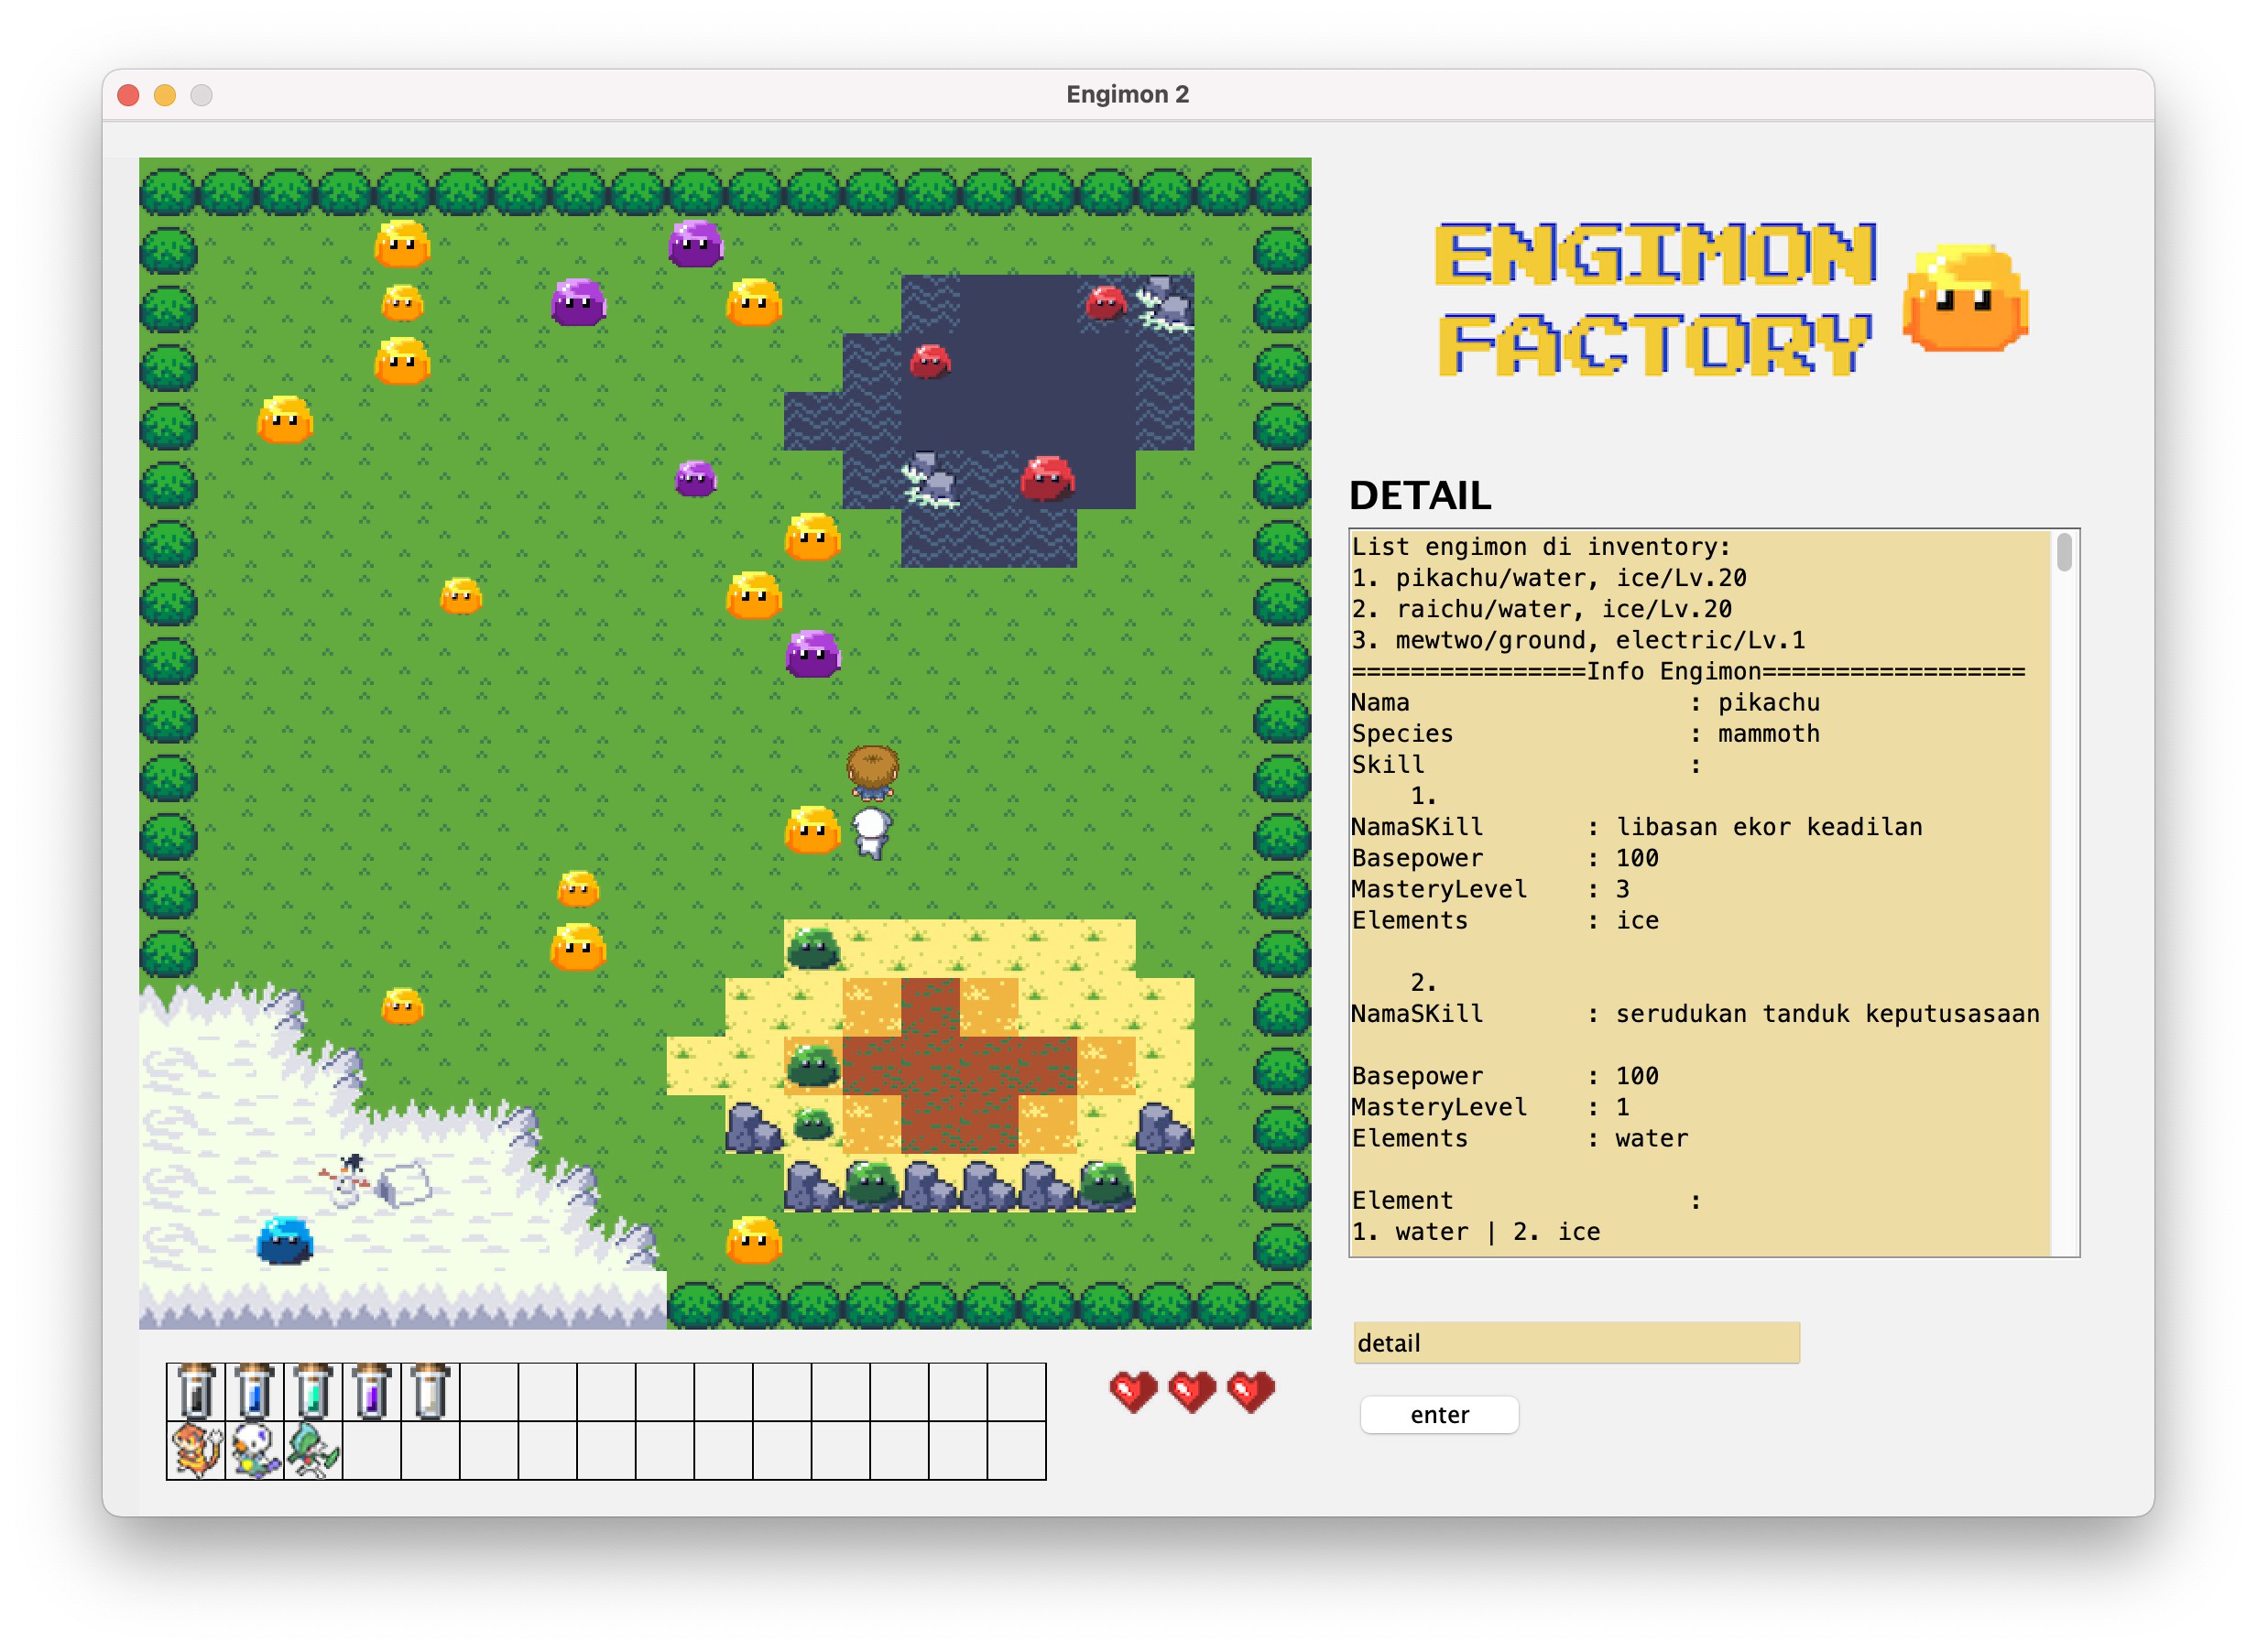 Engimon 2
ENGIMON
FACTORY
DETAIL
List engimon di inventory:
1. pikachu/water, ice/Lv.20
2. raichu/water, ice/Lv.20
3. mewtwo/ground, electric/Lv.1
================Info Engimon==================
Nama : pikachu
Species : mammoth
Skill :
1.
NamaSKill : libasan ekor keadilan
Basepower : 100
MasteryLevel : 3
Elements : ice
2.
NamaSKill : serudukan tanduk keputusasaan
Basepower : 100
MasteryLevel : 1
Elements : water
Element :
1. water | 2. ice
detail
enter